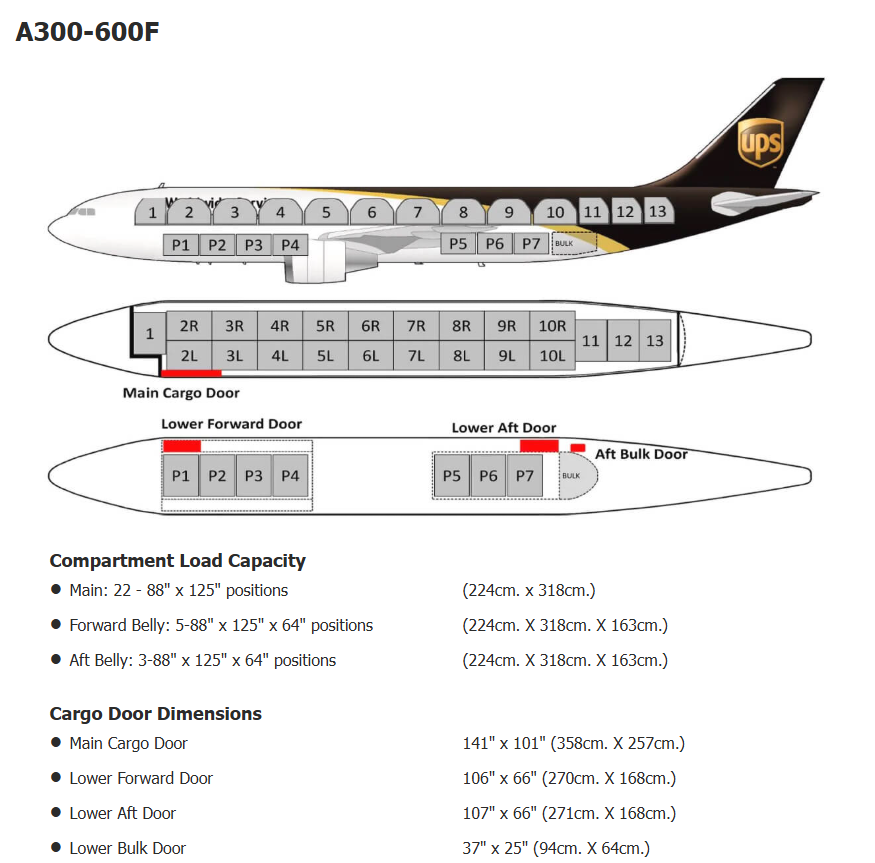 A300-600F
ups
1 2 3 4 5 6 7 8 9 10 11 12 13
P1 P2 P3 P4 P5 P6 P7 BULK
1 2R 3R 4R 5R 6R 7R 8R 9R 10R 11 12 13
2L 3L 4L 5L 6L 7L 8L 9L 10L
Main Cargo Door
Lower Forward Door
Lower Aft Door
Aft Bulk Door
P1 P2 P3 P4 P5 P6 P7 BULK
Compartment Load Capacity
● Main: 22 - 88" x 125" positions (224cm. x 318cm.)
● Forward Belly: 5-88" x 125" x 64" positions (224cm. X 318cm. X 163cm.)
● Aft Belly: 3-88" x 125" x 64" positions (224cm. X 318cm. X 163cm.)
Cargo Door Dimensions
● Main Cargo Door 141" x 101" (358cm. X 257cm.)
● Lower Forward Door 106" x 66" (270cm. X 168cm.)
● Lower Aft Door 107" x 66" (271cm. X 168cm.)
● Lower Bulk Door 37" x 25" (94cm. X 64cm.)